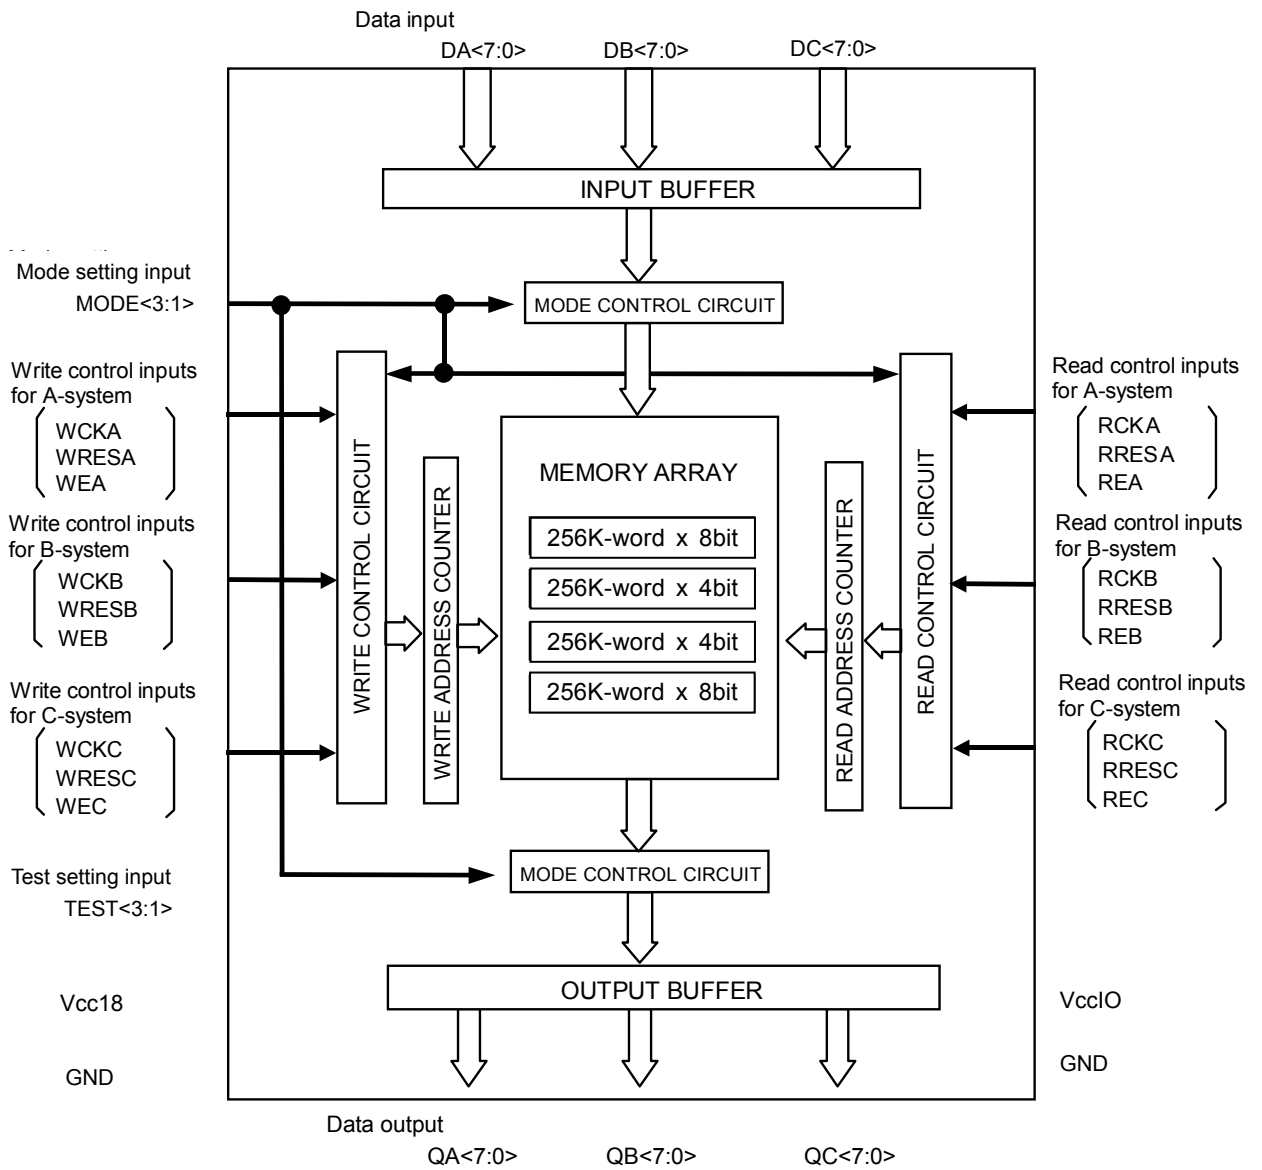 Data input
DA<7:0>
DB<7:0>
DC<7:0>
INPUT BUFFER
Mode setting input
MODE<3:1>
MODE CONTROL CIRCUIT
Write control inputs
for A-system
WCKA
WRESA
WEA
Write control inputs
for B-system
WCKB
WRESB
WEB
Write control inputs
for C-system
WCKC
WRESC
WEC
WRITE CONTROL CIRCUIT
WRITE ADDRESS COUNTER
MEMORY ARRAY
256K-word x 8bit
256K-word x 4bit
256K-word x 4bit
256K-word x 8bit
READ ADDRESS COUNTER
READ CONTROL CIRCUIT
Read control inputs
for A-system
RCKA
RRESA
REA
Read control inputs
for B-system
RCKB
RRESB
REB
Read control inputs
for C-system
RCKC
RRESC
REC
Test setting input
TEST<3:1>
MODE CONTROL CIRCUIT
OUTPUT BUFFER
Vcc18
GND
VccIO
GND
Data output
QA<7:0>
QB<7:0>
QC<7:0>